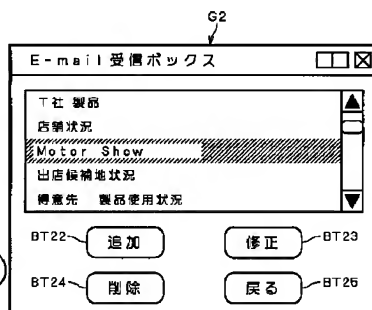 G2
E-mail受信ボックス
T社 製品
店舗状況
Motor Show
出店候補地状況
得意先 製品使用状況
BT22 追加 修正 BT23
BT24 削除 戻る BT25